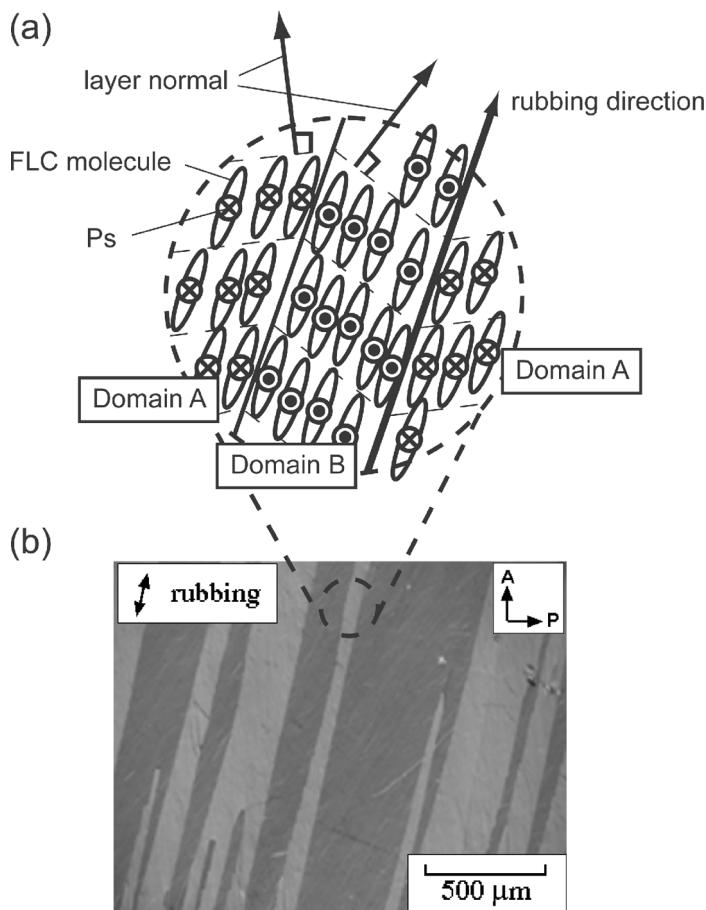 (a)
layer normal
rubbing direction
FLC molecule
Ps
Domain A
Domain A
Domain B
(b)
rubbing
A
P
500 μm